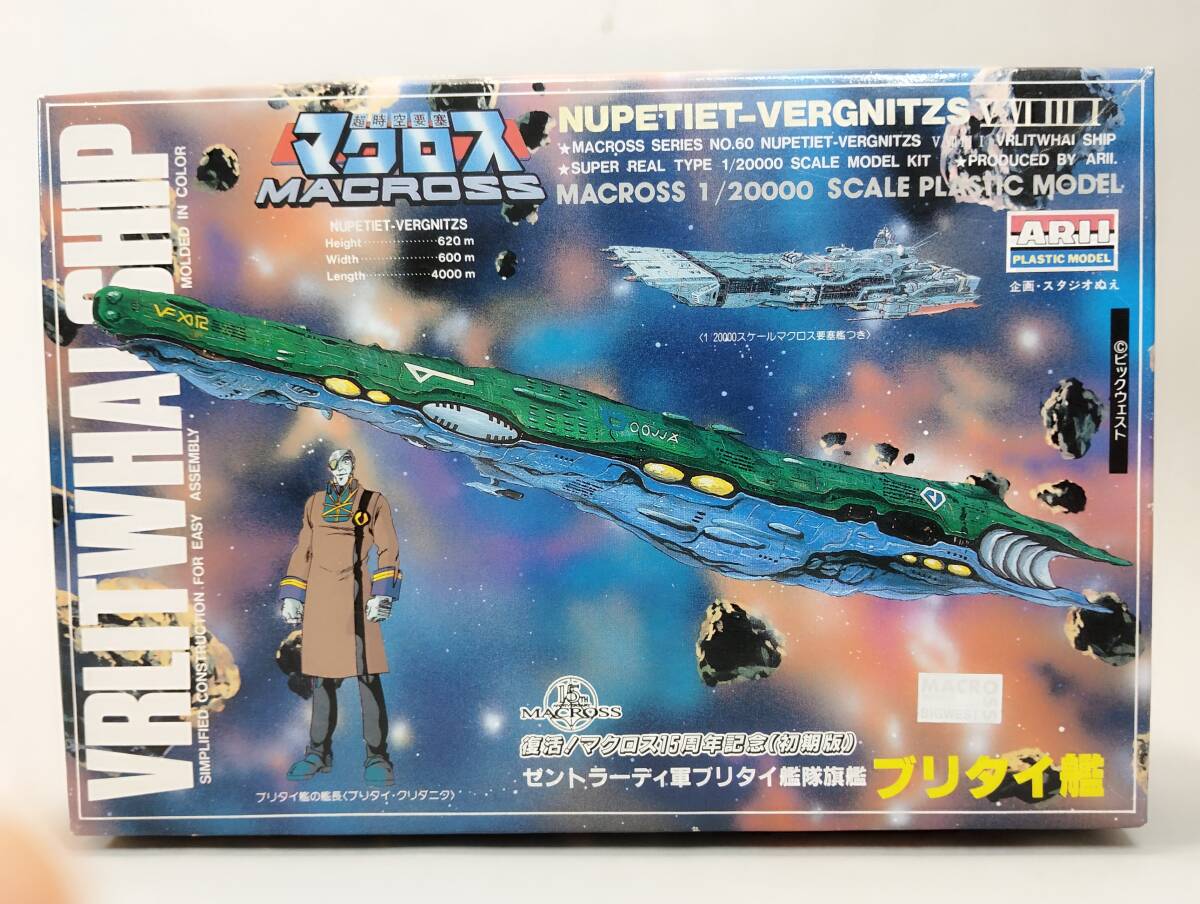 VRLITWHAI SHIP
SIMPLIFIED CONSTRUCTION FOR EASY ASSEMBLY
MOLDED IN COLOR
超時空要塞
マクロス
MACROSS
NUPETIET-VERGNITZS
Height 620 m
Width 600 m
Length 4000 m
NUPETIET-VERGNITZS
★MACROSS SERIES NO.60 NUPETIET-VERGNITZS VRLITWHAI SHIP
★SUPER REAL TYPE 1/20000 SCALE MODEL KIT ★PRODUCED BY ARII.
MACROSS 1/20000 SCALE PLASTIC MODEL
ARII
PLASTIC MODEL
企画・スタジオぬえ
〈1/20000スケールマクロス要塞艦つき〉
©ビックウェスト
ブリタイ艦の艦長〈ブリタイ・クリダニク〉
15TH
MACROSS
復活!マクロス15周年記念(初期版)
ゼントラーディ軍ブリタイ艦隊旗艦 ブリタイ艦
MACROSS
BIGWEST